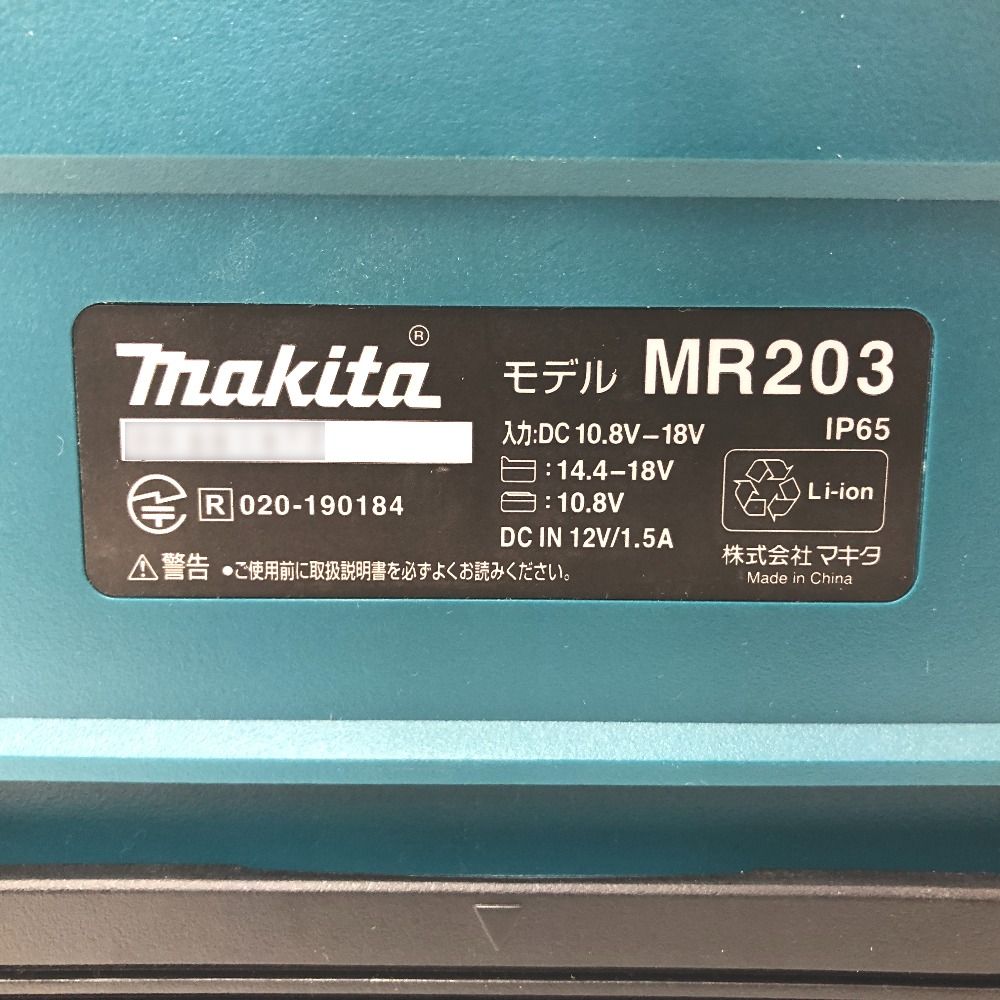 makita®
モデル MR203
IP65
入力:DC 10.8V-18V
:14.4-18V
:10.8V
DC IN 12V/1.5A
R 020-190184
Li-ion
株式会社 マキタ
Made in China
警告 ●ご使用前に取扱説明書を必ずよくお読みください。